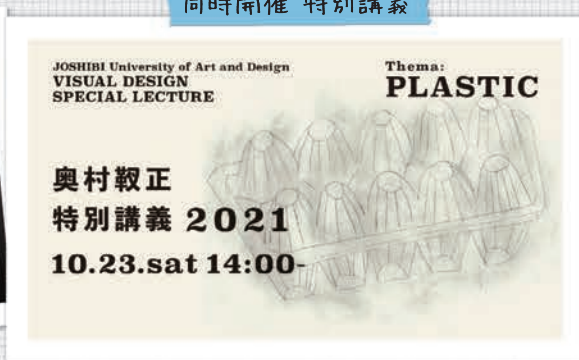 同時開催 特別講義
JOSHIBI University of Art and Design
VISUAL DESIGN
SPECIAL LECTURE
Thema:
PLASTIC
奥村靫正
特別講義 2021
10.23.sat 14:00-